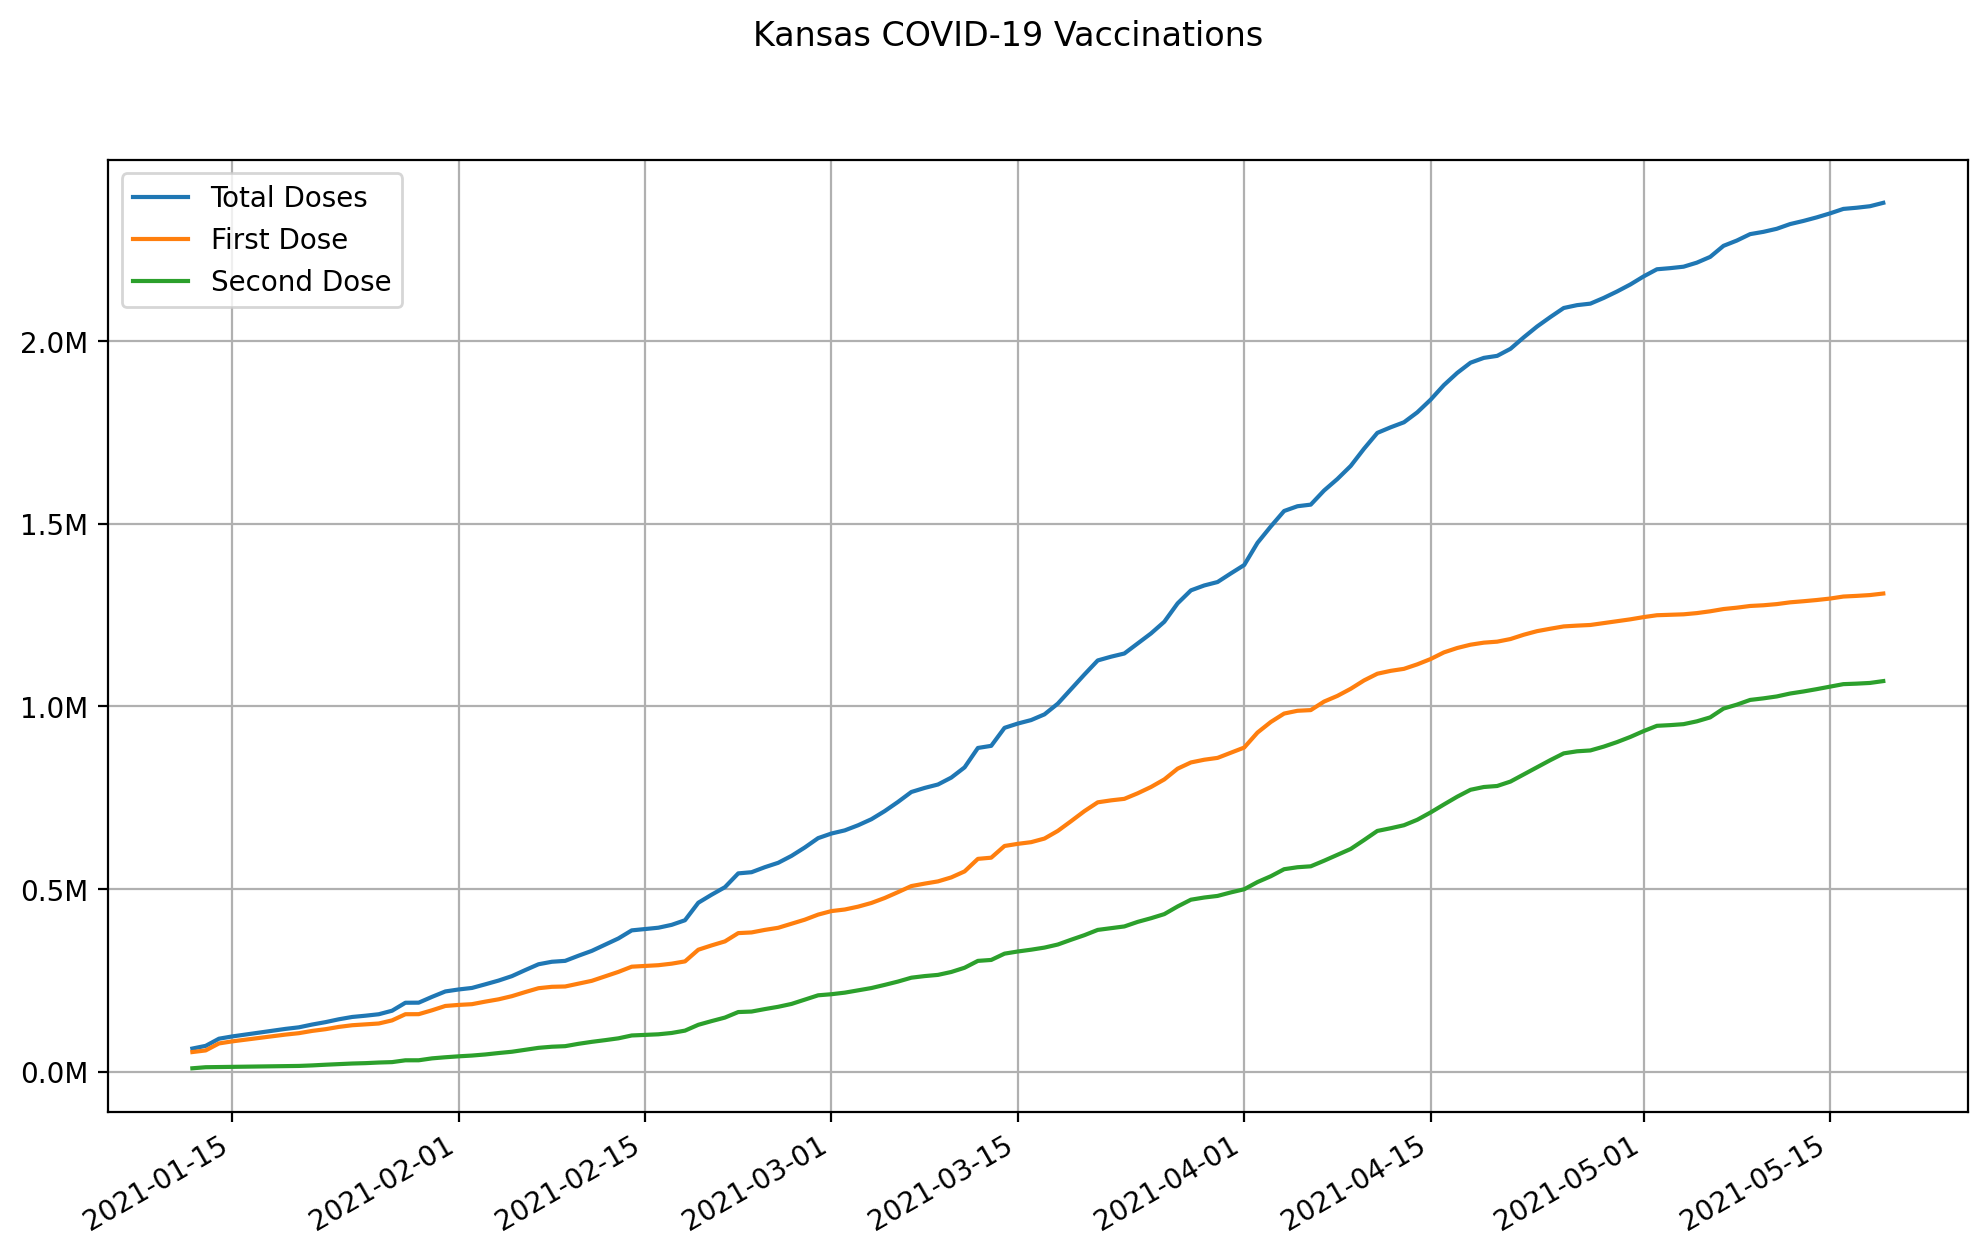 Kansas COVID-19 Vaccinations
Total Doses
First Dose
Second Dose
2.0M
1.5M
1.0M
0.5M
0.0M
2021-01-15
2021-02-01
2021-02-15
2021-03-01
2021-03-15
2021-04-01
2021-04-15
2021-05-01
2021-05-15